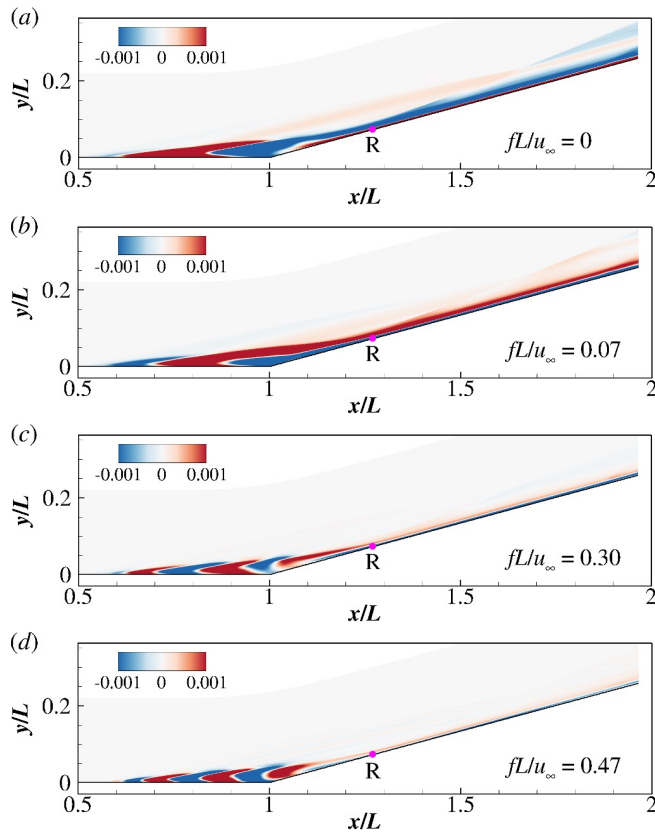 (a)
-0.001 0 0.001
y/L
0.2
0
R
fL/u∞ = 0
0.5 1 1.5 2
x/L
(b)
-0.001 0 0.001
y/L
0.2
0
R
fL/u∞ = 0.07
0.5 1 1.5 2
x/L
(c)
-0.001 0 0.001
y/L
0.2
0
R
fL/u∞ = 0.30
0.5 1 1.5 2
x/L
(d)
-0.001 0 0.001
y/L
0.2
0
R
fL/u∞ = 0.47
0.5 1 1.5 2
x/L